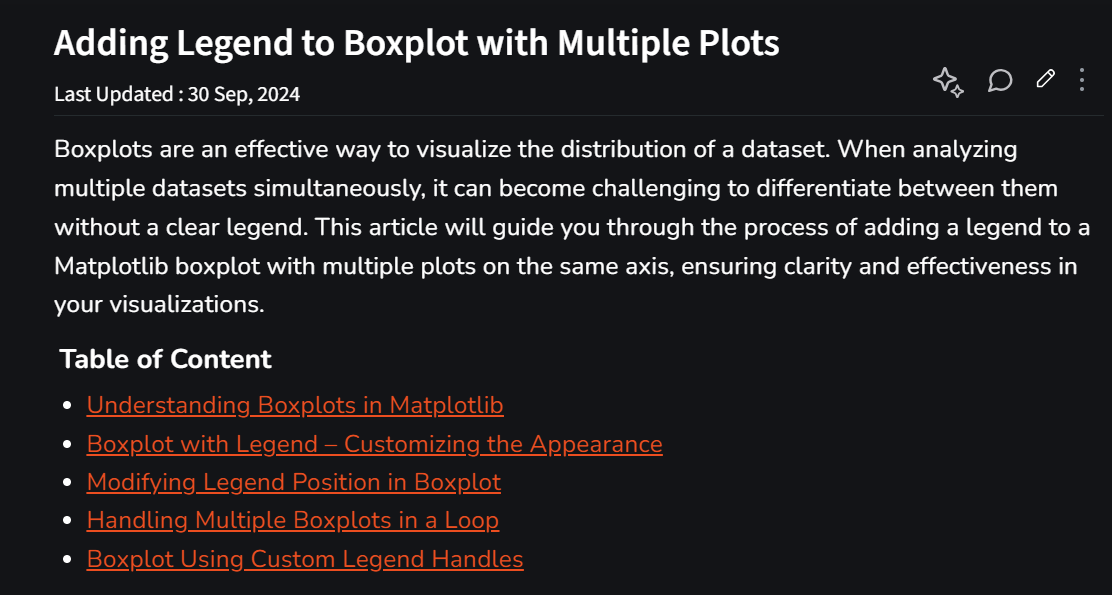 Adding Legend to Boxplot with Multiple Plots
Last Updated : 30 Sep, 2024
Boxplots are an effective way to visualize the distribution of a dataset. When analyzing
multiple datasets simultaneously, it can become challenging to differentiate between them
without a clear legend. This article will guide you through the process of adding a legend to a
Matplotlib boxplot with multiple plots on the same axis, ensuring clarity and effectiveness in
your visualizations.
Table of Content
Understanding Boxplots in Matplotlib
Boxplot with Legend – Customizing the Appearance
Modifying Legend Position in Boxplot
Handling Multiple Boxplots in a Loop
Boxplot Using Custom Legend Handles